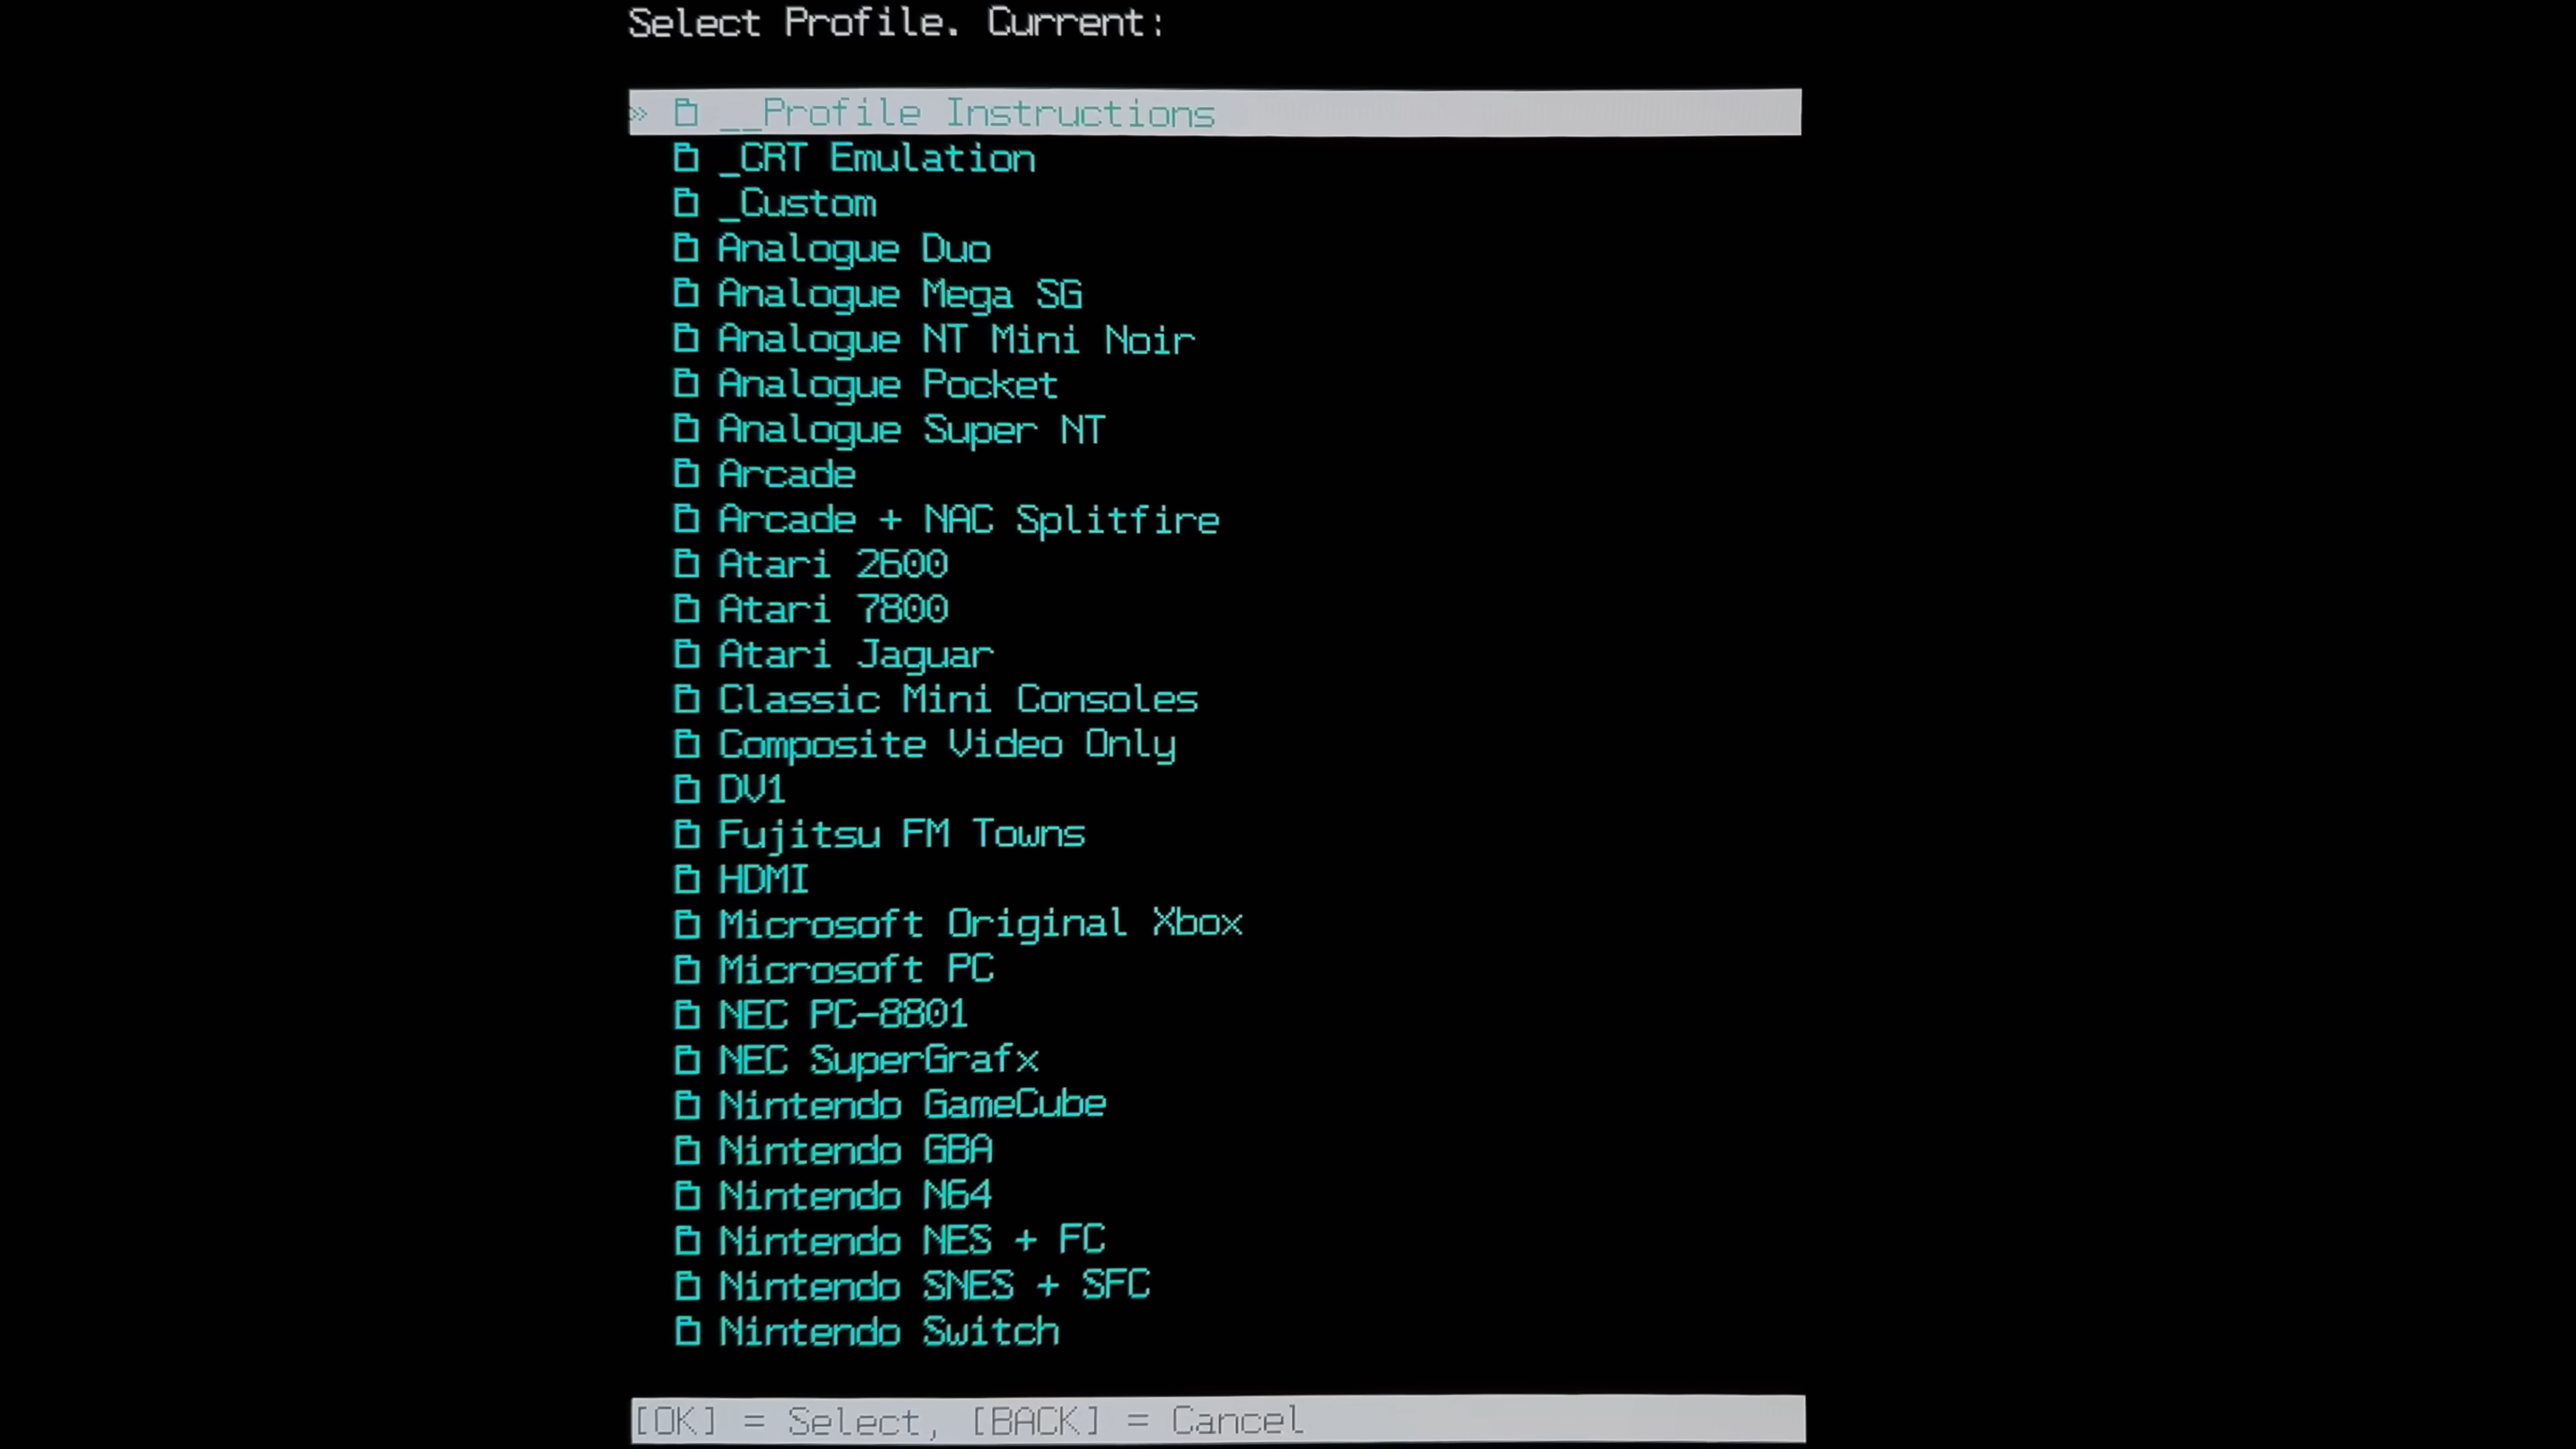 Select Profile. Current:
» __Profile Instructions
_CRT Emulation
_Custom
Analogue Duo
Analogue Mega SG
Analogue NT Mini Noir
Analogue Pocket
Analogue Super NT
Arcade
Arcade + NAC Splitfire
Atari 2600
Atari 7800
Atari Jaguar
Classic Mini Consoles
Composite Video Only
DV1
Fujitsu FM Towns
HDMI
Microsoft Original Xbox
Microsoft PC
NEC PC-8801
NEC SuperGrafx
Nintendo GameCube
Nintendo GBA
Nintendo N64
Nintendo NES + FC
Nintendo SNES + SFC
Nintendo Switch
[OK] = Select, [BACK] = Cancel